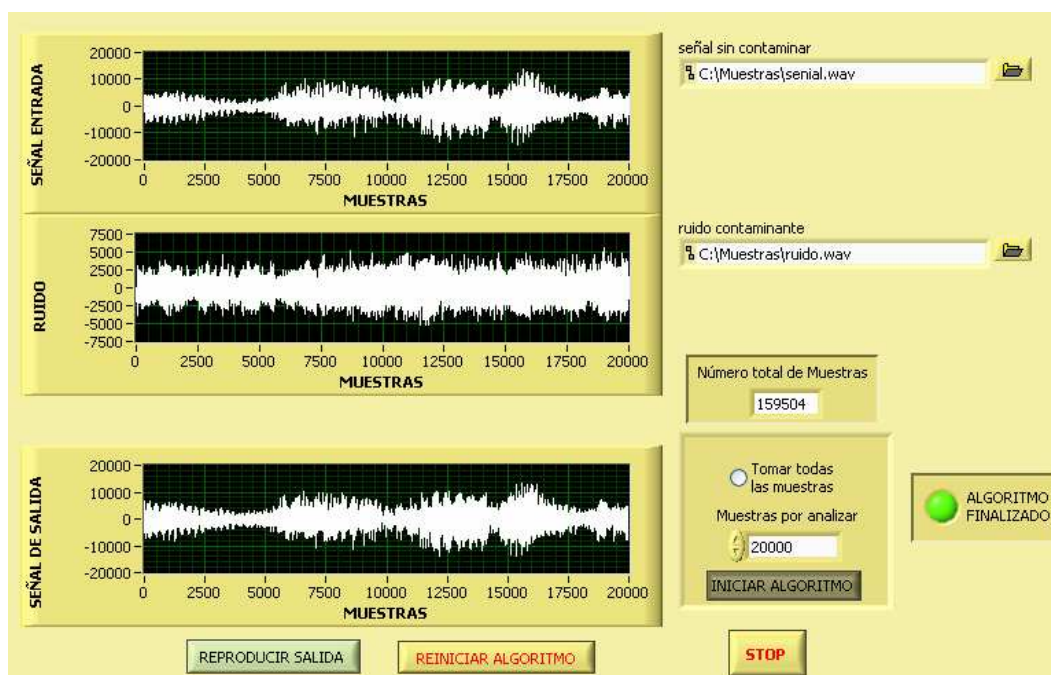 SEÑAL ENTRADA
20000
10000
0
-10000
-20000
0 2500 5000 7500 10000 12500 15000 17500 20000
MUESTRAS
señal sin contaminar
C:\Muestras\senial.wav
RUIDO
7500
5000
2500
0
-2500
-5000
-7500
0 2500 5000 7500 10000 12500 15000 17500 20000
MUESTRAS
ruido contaminante
C:\Muestras\ruido.wav
Número total de Muestras
159504
SEÑAL DE SALIDA
20000
10000
0
-10000
-20000
0 2500 5000 7500 10000 12500 15000 17500 20000
MUESTRAS
Tomar todas
las muestras
Muestras por analizar
20000
INICIAR ALGORITMO
ALGORITMO
FINALIZADO
REPRODUCIR SALIDA
REINICIAR ALGORITMO
STOP